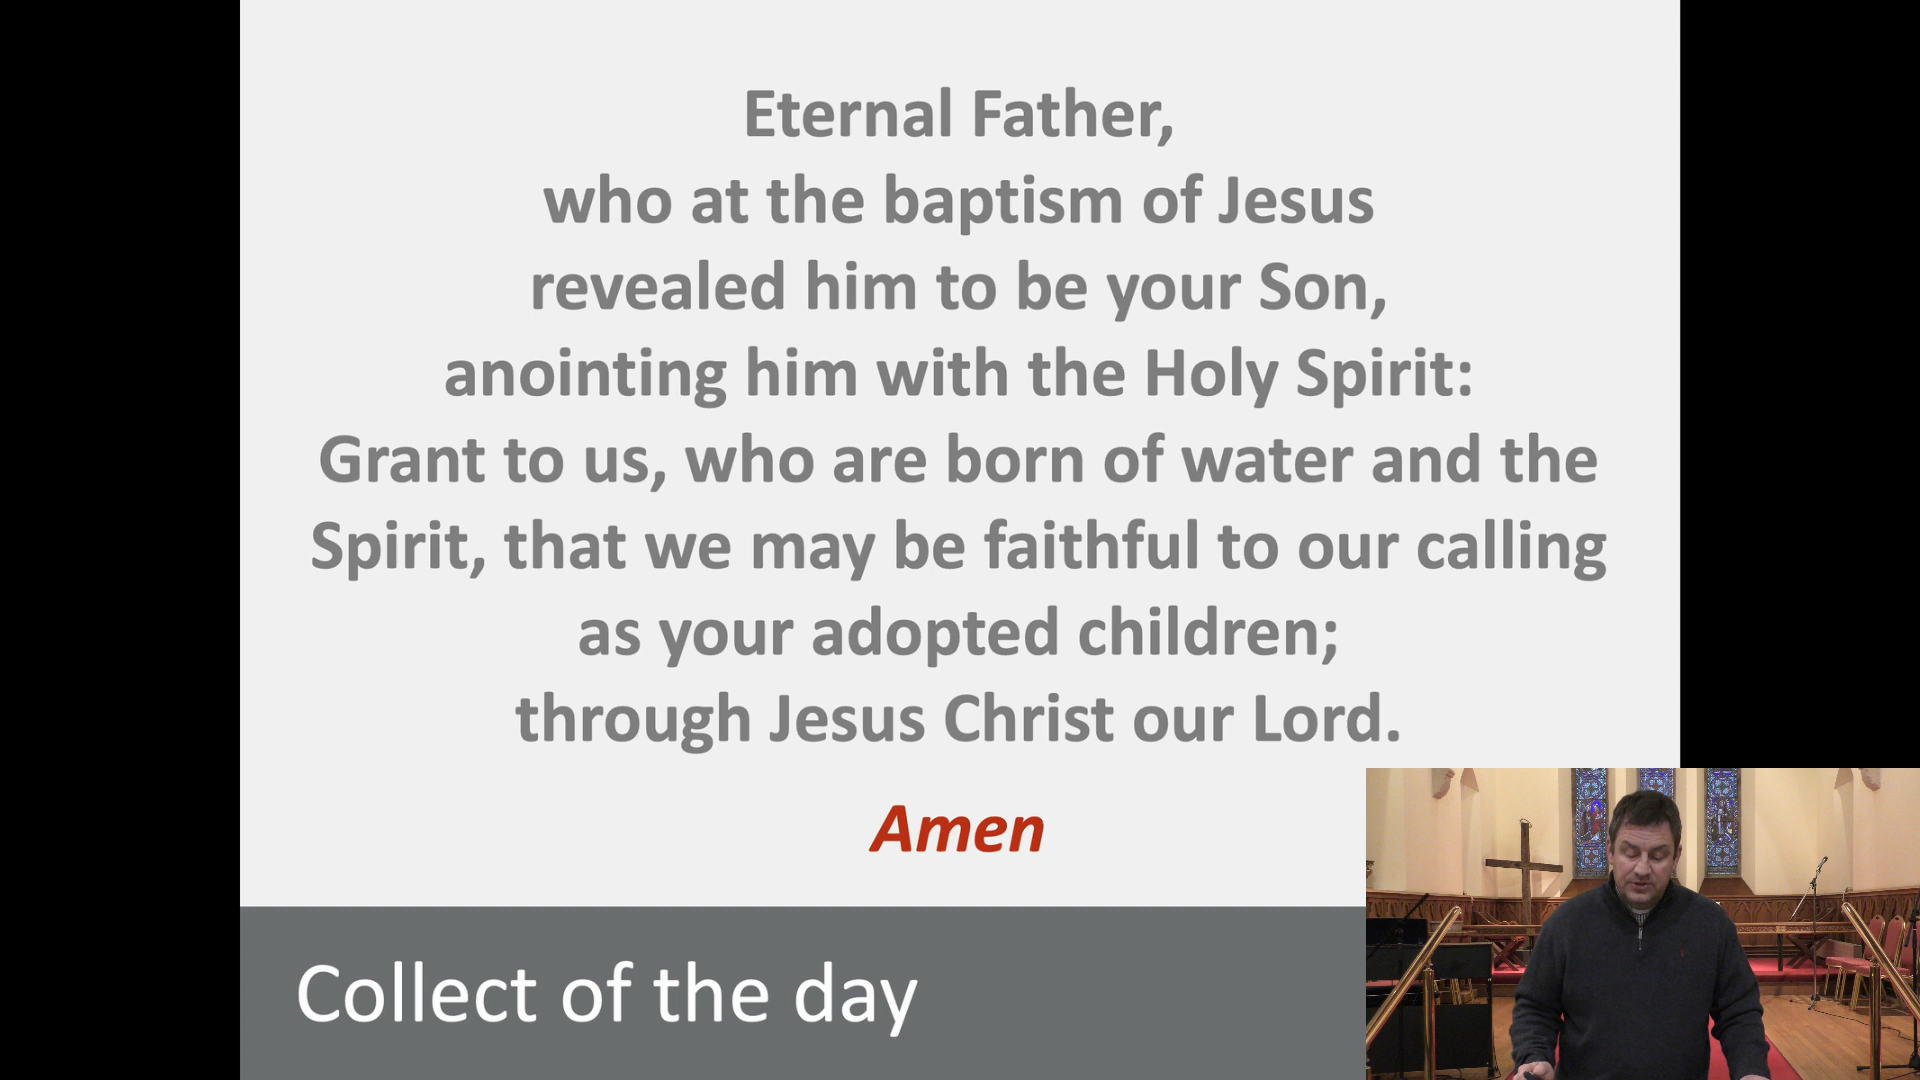 Eternal Father,
who at the baptism of Jesus
revealed him to be your Son,
anointing him with the Holy Spirit:
Grant to us, who are born of water and the
Spirit, that we may be faithful to our calling
as your adopted children;
through Jesus Christ our Lord.
Amen
Collect of the day